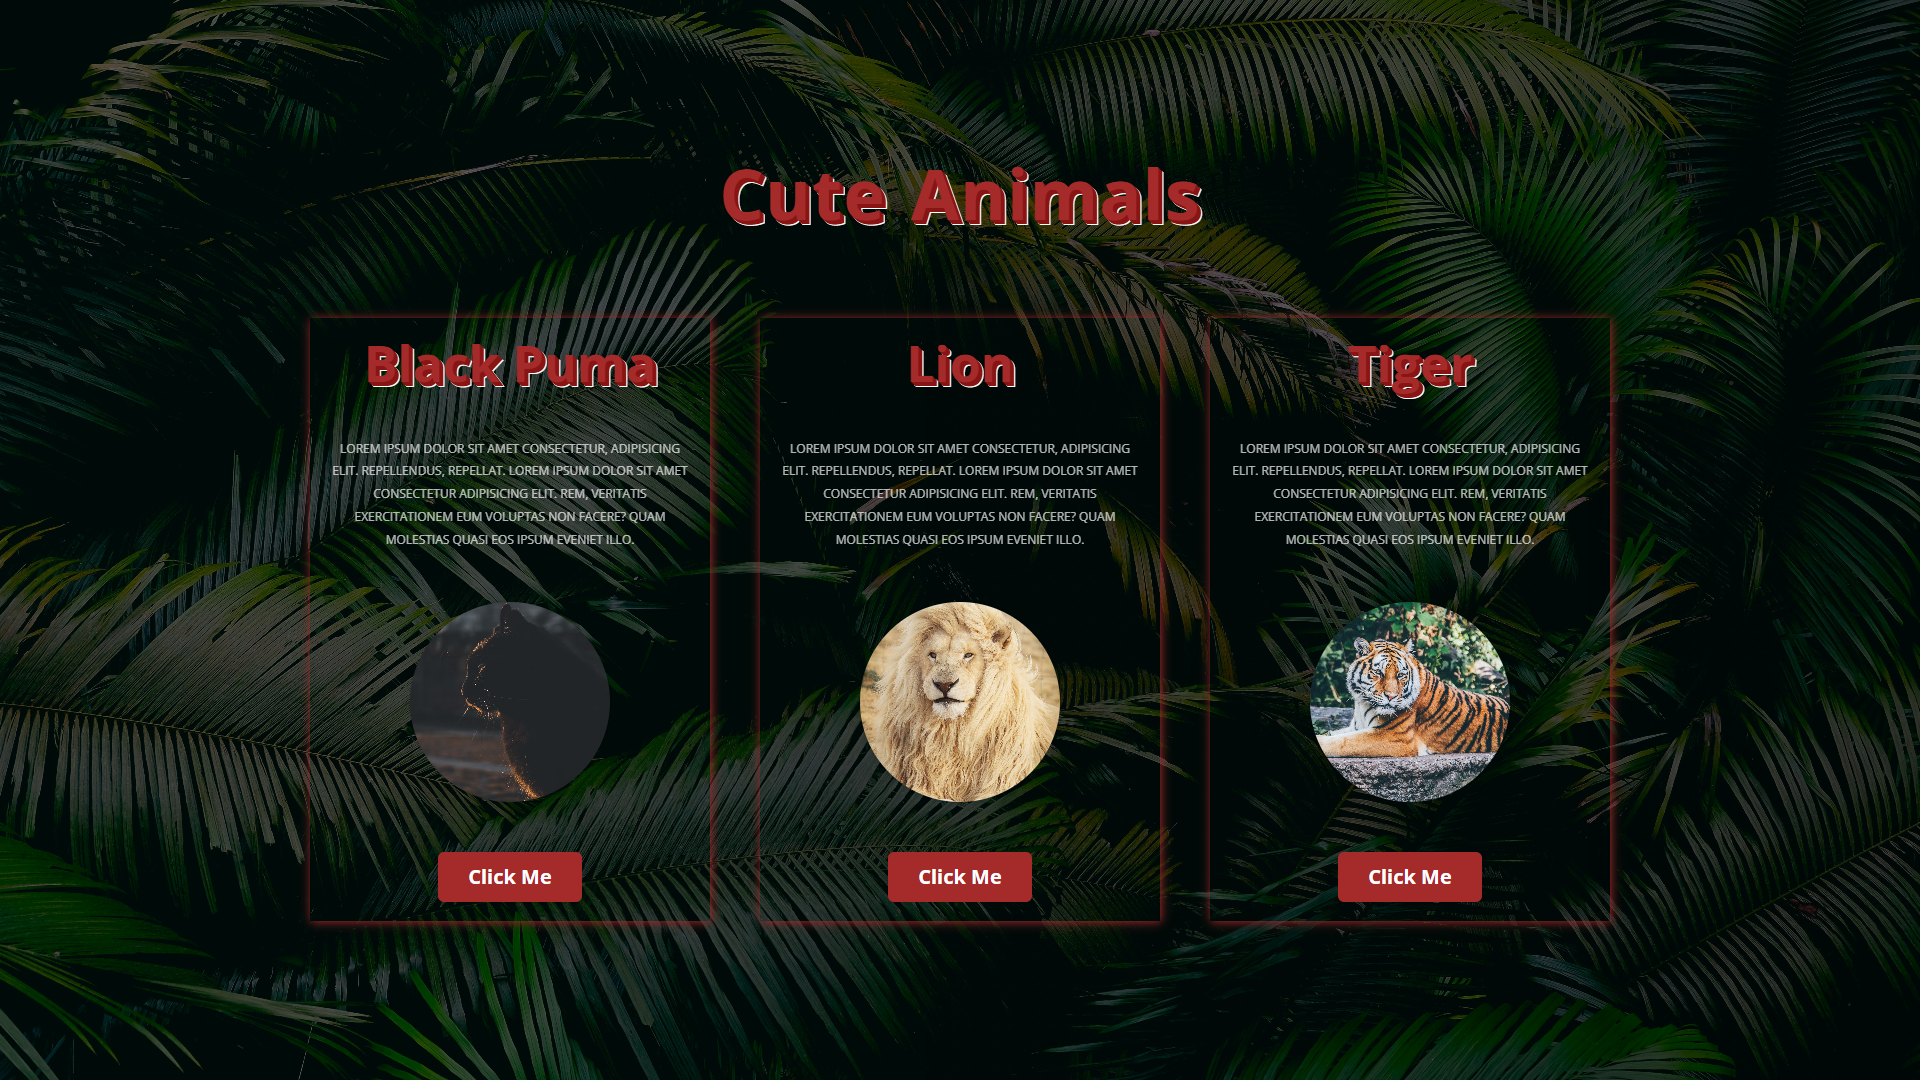 Cute Animals
Black Puma
LOREM IPSUM DOLOR SIT AMET CONSECTETUR, ADIPISICING
ELIT. REPELLENDUS, REPELLAT. LOREM IPSUM DOLOR SIT AMET
CONSECTETUR ADIPISICING ELIT. REM, VERITATIS
EXERCITATIONEM EUM VOLUPTAS NON FACERE? QUAM
MOLESTIAS QUASI EOS IPSUM EVENIET ILLO.
Click Me
Lion
LOREM IPSUM DOLOR SIT AMET CONSECTETUR, ADIPISICING
ELIT. REPELLENDUS, REPELLAT. LOREM IPSUM DOLOR SIT AMET
CONSECTETUR ADIPISICING ELIT. REM, VERITATIS
EXERCITATIONEM EUM VOLUPTAS NON FACERE? QUAM
MOLESTIAS QUASI EOS IPSUM EVENIET ILLO.
Click Me
Tiger
LOREM IPSUM DOLOR SIT AMET CONSECTETUR, ADIPISICING
ELIT. REPELLENDUS, REPELLAT. LOREM IPSUM DOLOR SIT AMET
CONSECTETUR ADIPISICING ELIT. REM, VERITATIS
EXERCITATIONEM EUM VOLUPTAS NON FACERE? QUAM
MOLESTIAS QUASI EOS IPSUM EVENIET ILLO.
Click Me